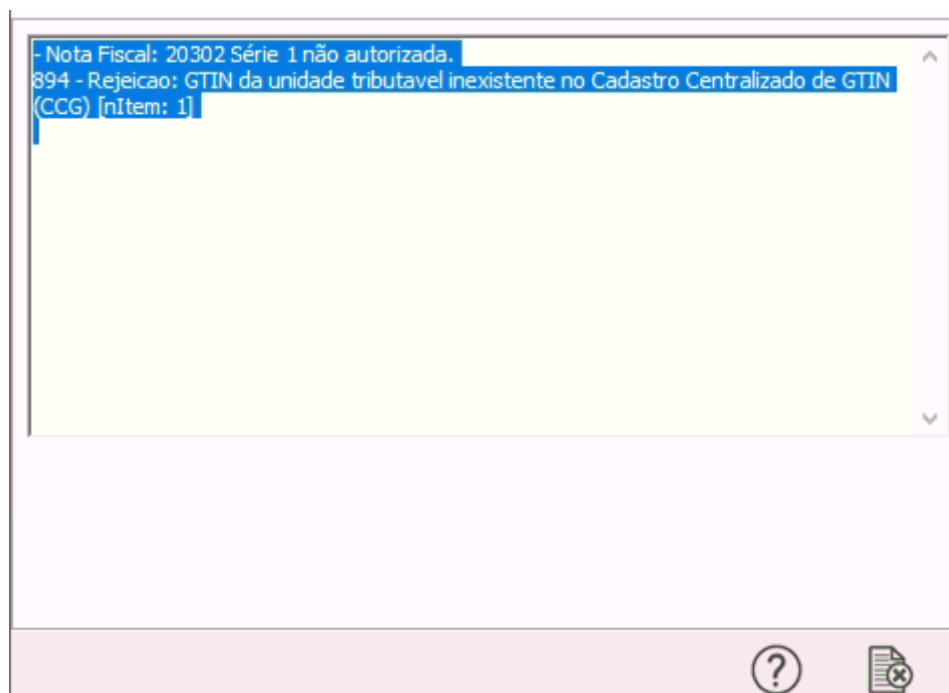 - Nota Fiscal: 20302 Série 1 não autorizada.
894 - Rejeicao: GTIN da unidade tributavel inexistente no Cadastro Centralizado de GTIN
(CCG) [nItem: 1]
?